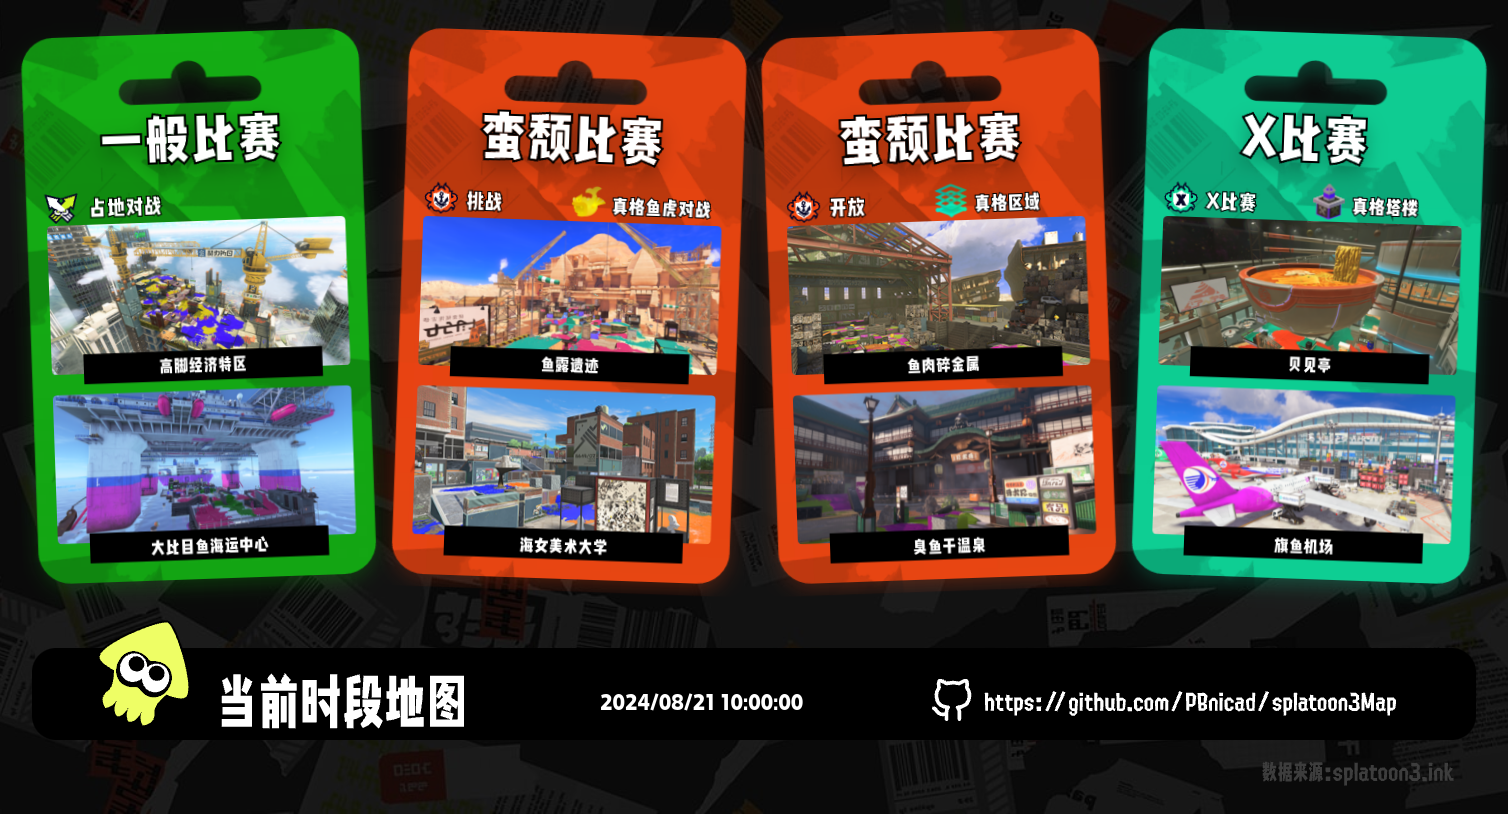 一般比赛
占地对战
高脚经济特区
大比目鱼海运中心
蛮颓比赛
挑战
真格鱼虎对战
鱼露遗迹
海女美术大学
蛮颓比赛
开放
真格区域
鱼肉碎金属
臭鱼干温泉
X比赛
X比赛
真格塔楼
贝见亭
旗鱼机场
当前时段地图
2024/08/21 10:00:00
https://github.com/PBnicad/splatoon3Map
数据来源:splatoon3.ink